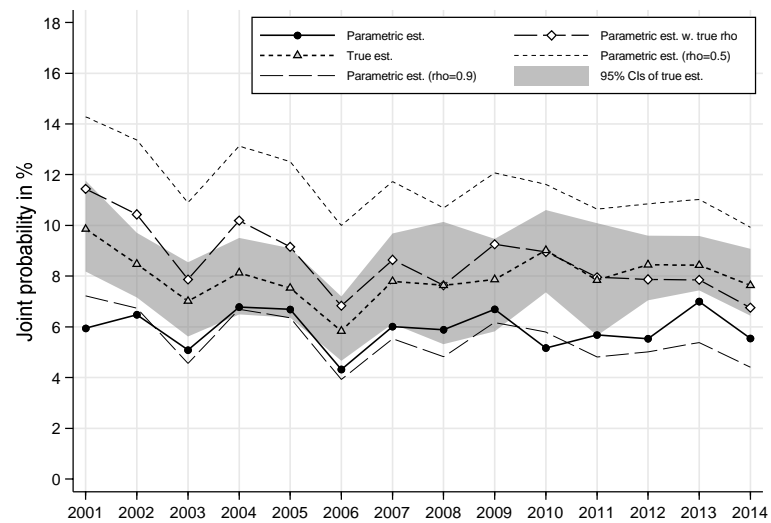 Parametric est.
True est.
Parametric est. (rho=0.9)
Parametric est. w. true rho
Parametric est. (rho=0.5)
95% CIs of true est.
Joint probability in %
18
16
14
12
10
8
6
4
2
0
2001 2002 2003 2004 2005 2006 2007 2008 2009 2010 2011 2012 2013 2014